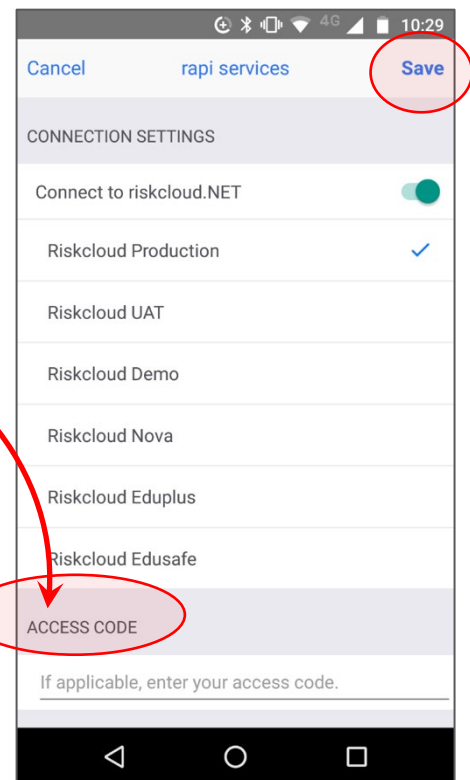 4G 10:29
Cancel rapi services Save
CONNECTION SETTINGS
Connect to riskcloud.NET
Riskcloud Production
Riskcloud UAT
Riskcloud Demo
Riskcloud Nova
Riskcloud Eduplus
Riskcloud Edusafe
ACCESS CODE
If applicable, enter your access code.